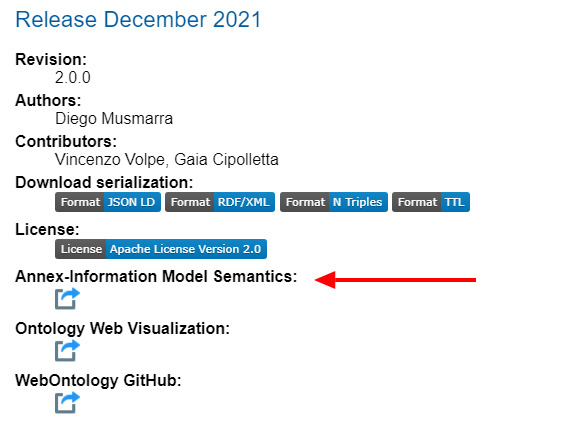 Release December 2021
Revision:
2.0.0
Authors:
Diego Musmarra
Contributors:
Vincenzo Volpe, Gaia Cipolletta
Download serialization:
Format JSON LD Format RDF/XML Format N Triples Format TTL
License:
License Apache License Version 2.0
Annex-Information Model Semantics:
Ontology Web Visualization:
WebOntology GitHub: